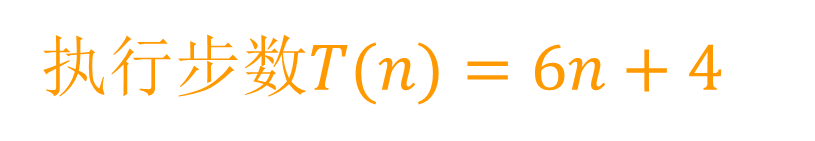 执行步数T(n) = 6n + 4